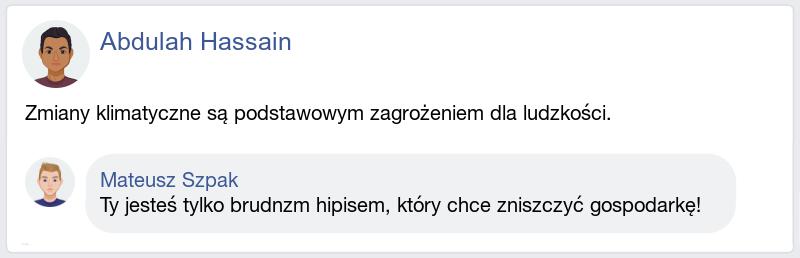 Abdulah Hassain
Zmiany klimatyczne są podstawowym zagrożeniem dla ludzkości.
Mateusz Szpak
Ty jesteś tylko brudnzm hipisem, który chce zniszczyć gospodarkę!